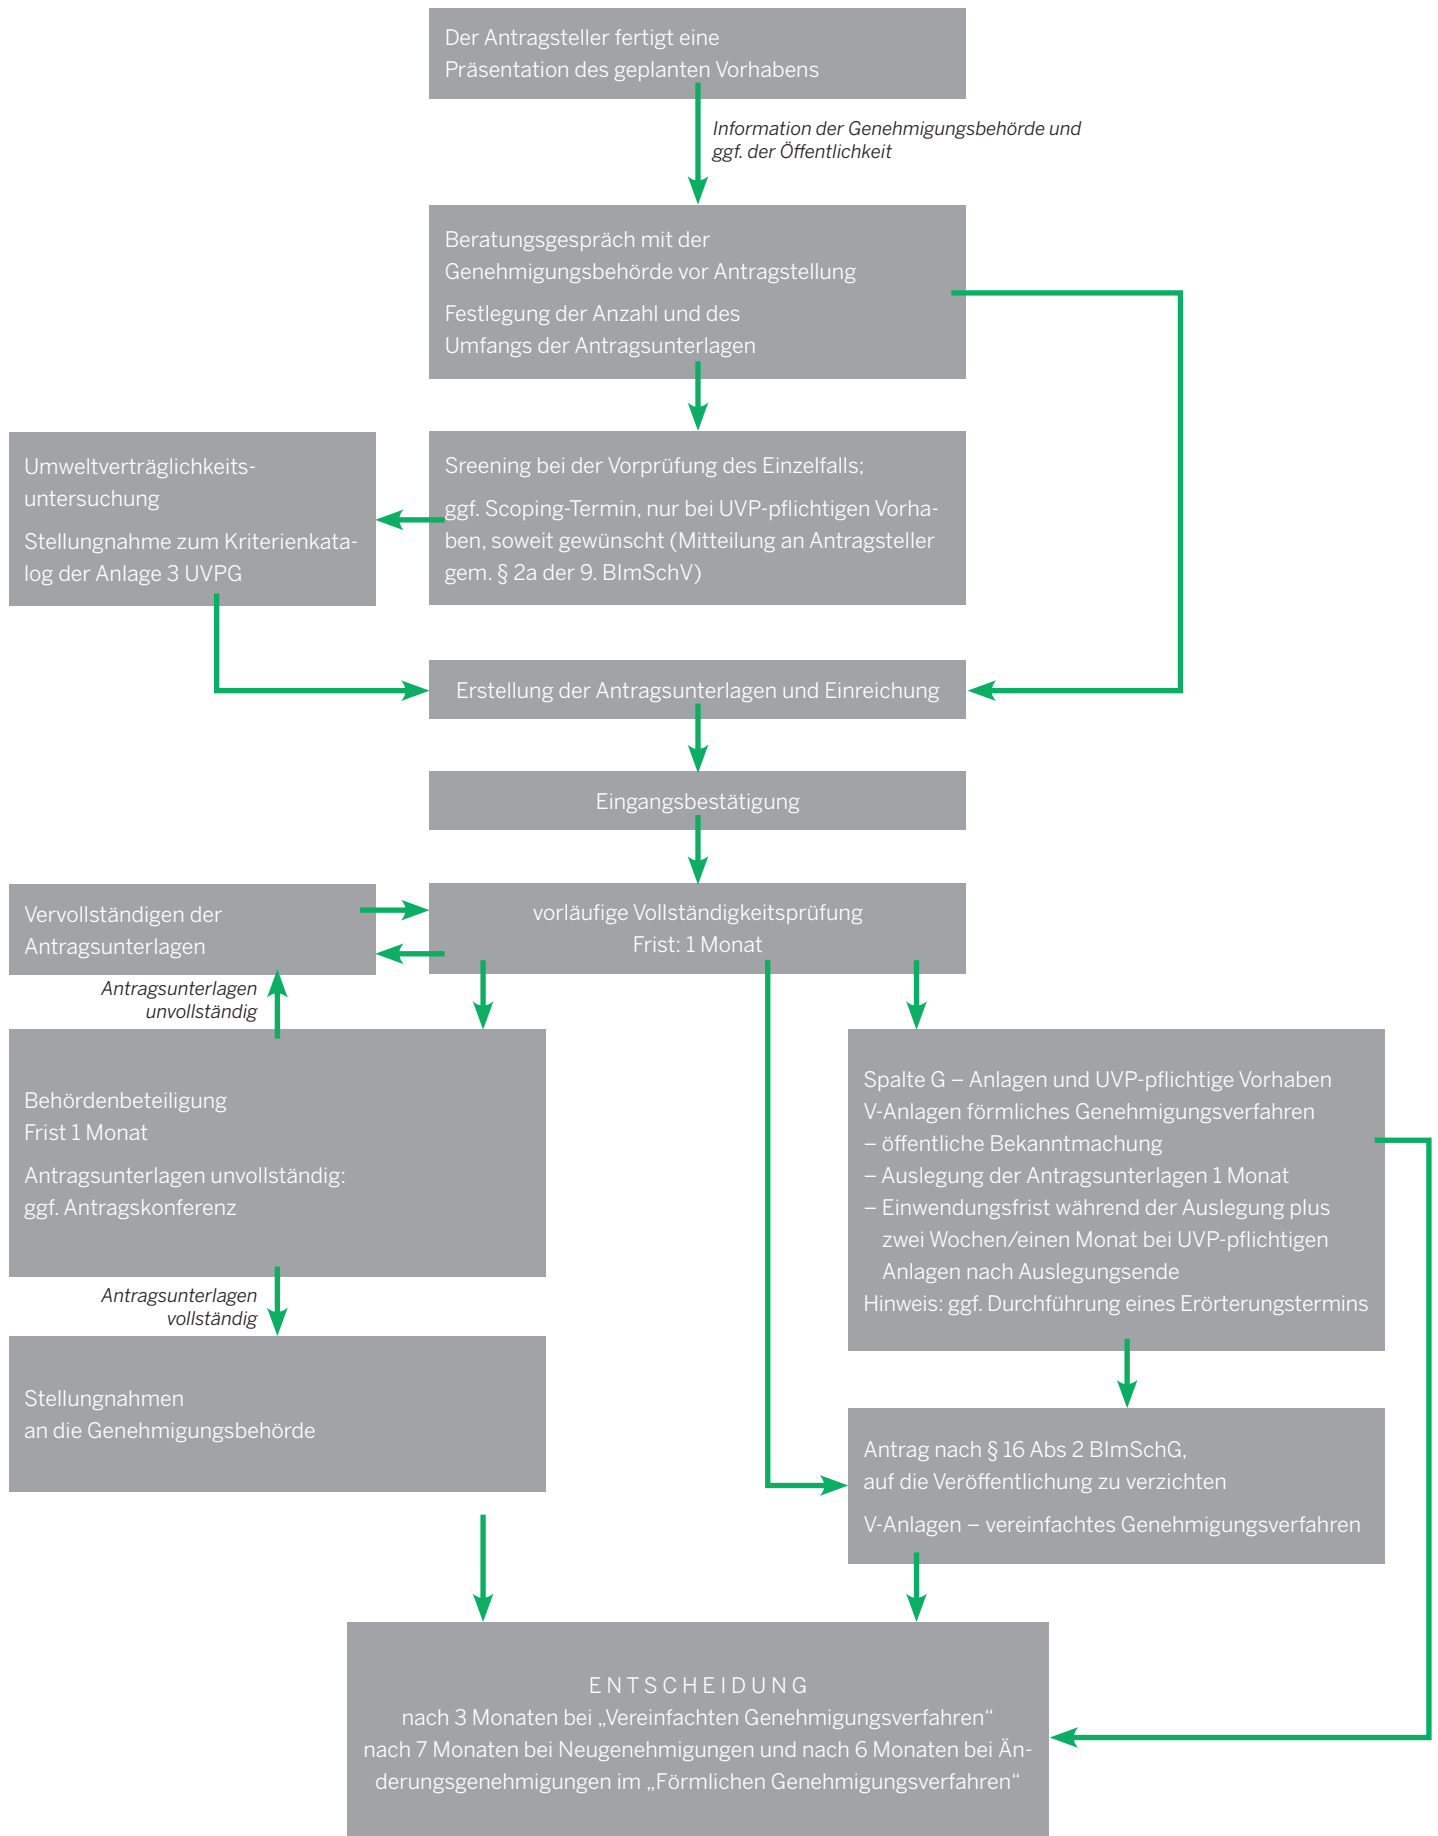 Der Antragsteller fertigt eine
Präsentation des geplanten Vorhabens
Information der Genehmigungsbehörde und
ggf. der Öffentlichkeit
Beratungsgespräch mit der
Genehmigungsbehörde vor Antragstellung
Festlegung der Anzahl und des
Umfangs der Antragsunterlagen
Umweltverträglichkeits-
untersuchung
Stellungnahme zum Kriterienkata-
log der Anlage 3 UVPG
Sreening bei der Vorprüfung des Einzelfalls;
ggf. Scoping-Termin, nur bei UVP-pflichtigen Vorha-
ben, soweit gewünscht (Mitteilung an Antragsteller
gem. § 2a der 9. BImSchV)
Erstellung der Antragsunterlagen und Einreichung
Eingangsbestätigung
Vervollständigen der
Antragsunterlagen
vorläufige Vollständigkeitsprüfung
Frist: 1 Monat
Antragsunterlagen
unvollständig
Behördenbeteiligung
Frist 1 Monat
Antragsunterlagen unvollständig:
ggf. Antragskonferenz
Spalte G – Anlagen und UVP-pflichtige Vorhaben
V-Anlagen förmliches Genehmigungsverfahren
– öffentliche Bekanntmachung
– Auslegung der Antragsunterlagen 1 Monat
– Einwendungsfrist während der Auslegung plus
zwei Wochen/einen Monat bei UVP-pflichtigen
Anlagen nach Auslegungsende
Hinweis: ggf. Durchführung eines Erörterungstermins
Antragsunterlagen
vollständig
Stellungnahmen
an die Genehmigungsbehörde
Antrag nach § 16 Abs 2 BImSchG,
auf die Veröffentlichung zu verzichten
V-Anlagen – vereinfachtes Genehmigungsverfahren
ENTSCHEIDUNG
nach 3 Monaten bei „Vereinfachten Genehmigungsverfahren“
nach 7 Monaten bei Neugenehmigungen und nach 6 Monaten bei Än-
derungsgenehmigungen im „Förmlichen Genehmigungsverfahren“